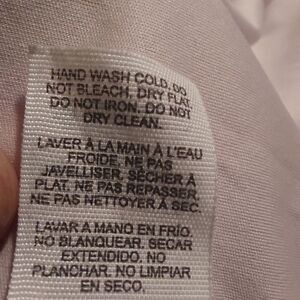 HAND WASH COLD, DO
NOT BLEACH, DRY FLAT,
DO NOT IRON, DO NOT
DRY CLEAN.
LAVER À LA MAIN À L'EAU
FROIDE, NE PAS
JAVELLISER, SÉCHER À
PLAT, NE PAS REPASSER
NE PAS NETTOYER À SEC.
LAVAR A MANO EN FRÍO.
NO BLANQUEAR. SECAR
EXTENDIDO. NO
PLANCHAR. NO LIMPIAR
EN SECO.